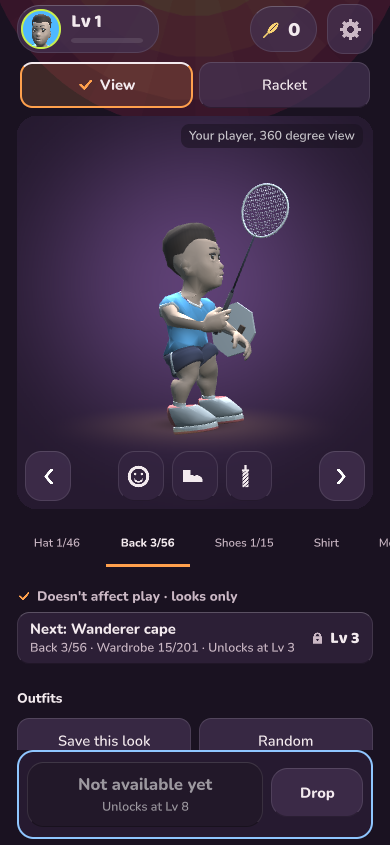 Lv 1
0
View
Racket
Your player, 360 degree view
Hat 1/46
Back 3/56
Shoes 1/15
Shirt
Doesn't affect play · looks only
Next: Wanderer cape
Back 3/56 · Wardrobe 15/201 · Unlocks at Lv 3
Lv 3
Outfits
Save this look
Random
Not available yet
Unlocks at Lv 8
Drop